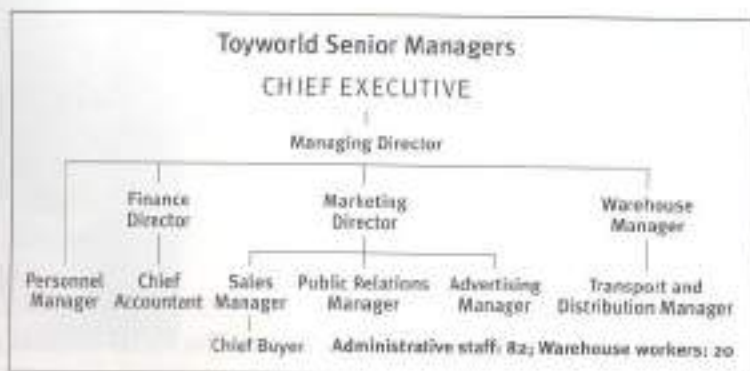 Toyworld Senior Managers
CHIEF EXECUTIVE
Managing Director
Finance
Director
Marketing
Director
Warehouse
Manager
Personnel
Manager
Chief
Accountant
Sales
Manager
Public Relations
Manager
Advertising
Manager
Transport and
Distribution Manager
Chief Buyer
Administrative staff: 82; Warehouse workers: 20